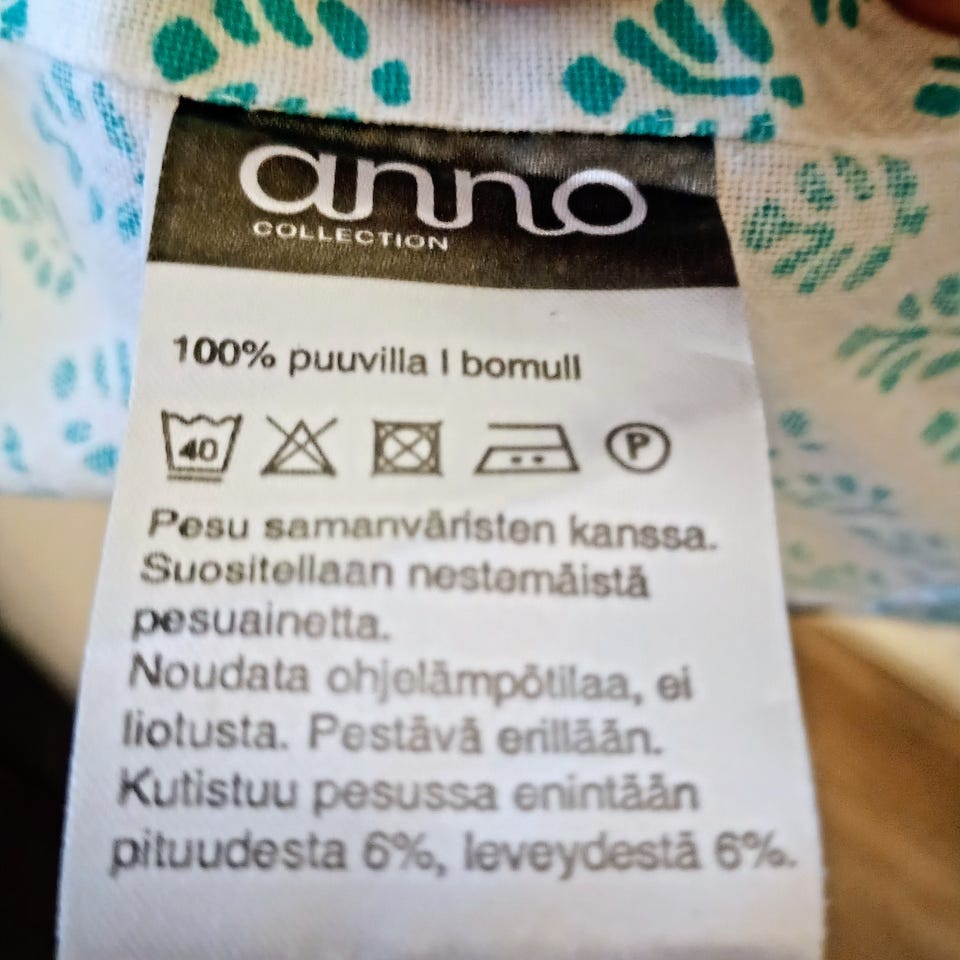 anno
COLLECTION
100% puuvilla I bomull
40 P
Pesu samanväristen kanssa.
Suositellaan nestemäistä
pesuainetta.
Noudata ohjelämpötilaa, ei
liotusta. Pestävä erillään.
Kutistuu pesussa enintään
pituudesta 6%, leveydestä 6%.